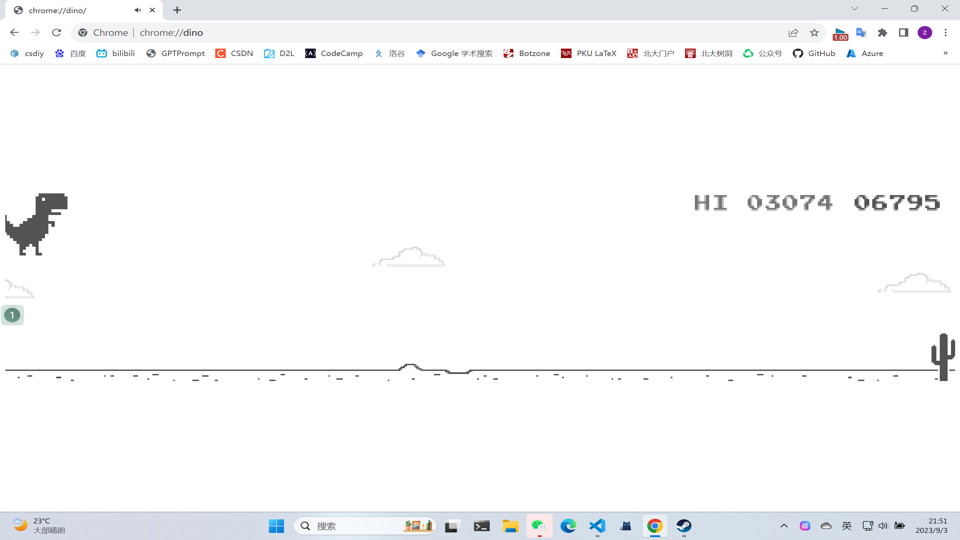 chrome://dino/
Chrome | chrome://dino
1.00
z
csdiy 百度 bilibili GPTPrompt CSDN D2L CodeCamp 洛谷 Google 学术搜索 Botzone PKU LaTeX 北大门户 北大树洞 公众号 GitHub Azure »
HI 03074 06795
1
23°C
大部晴朗
搜索
英
21:51
2023/9/3